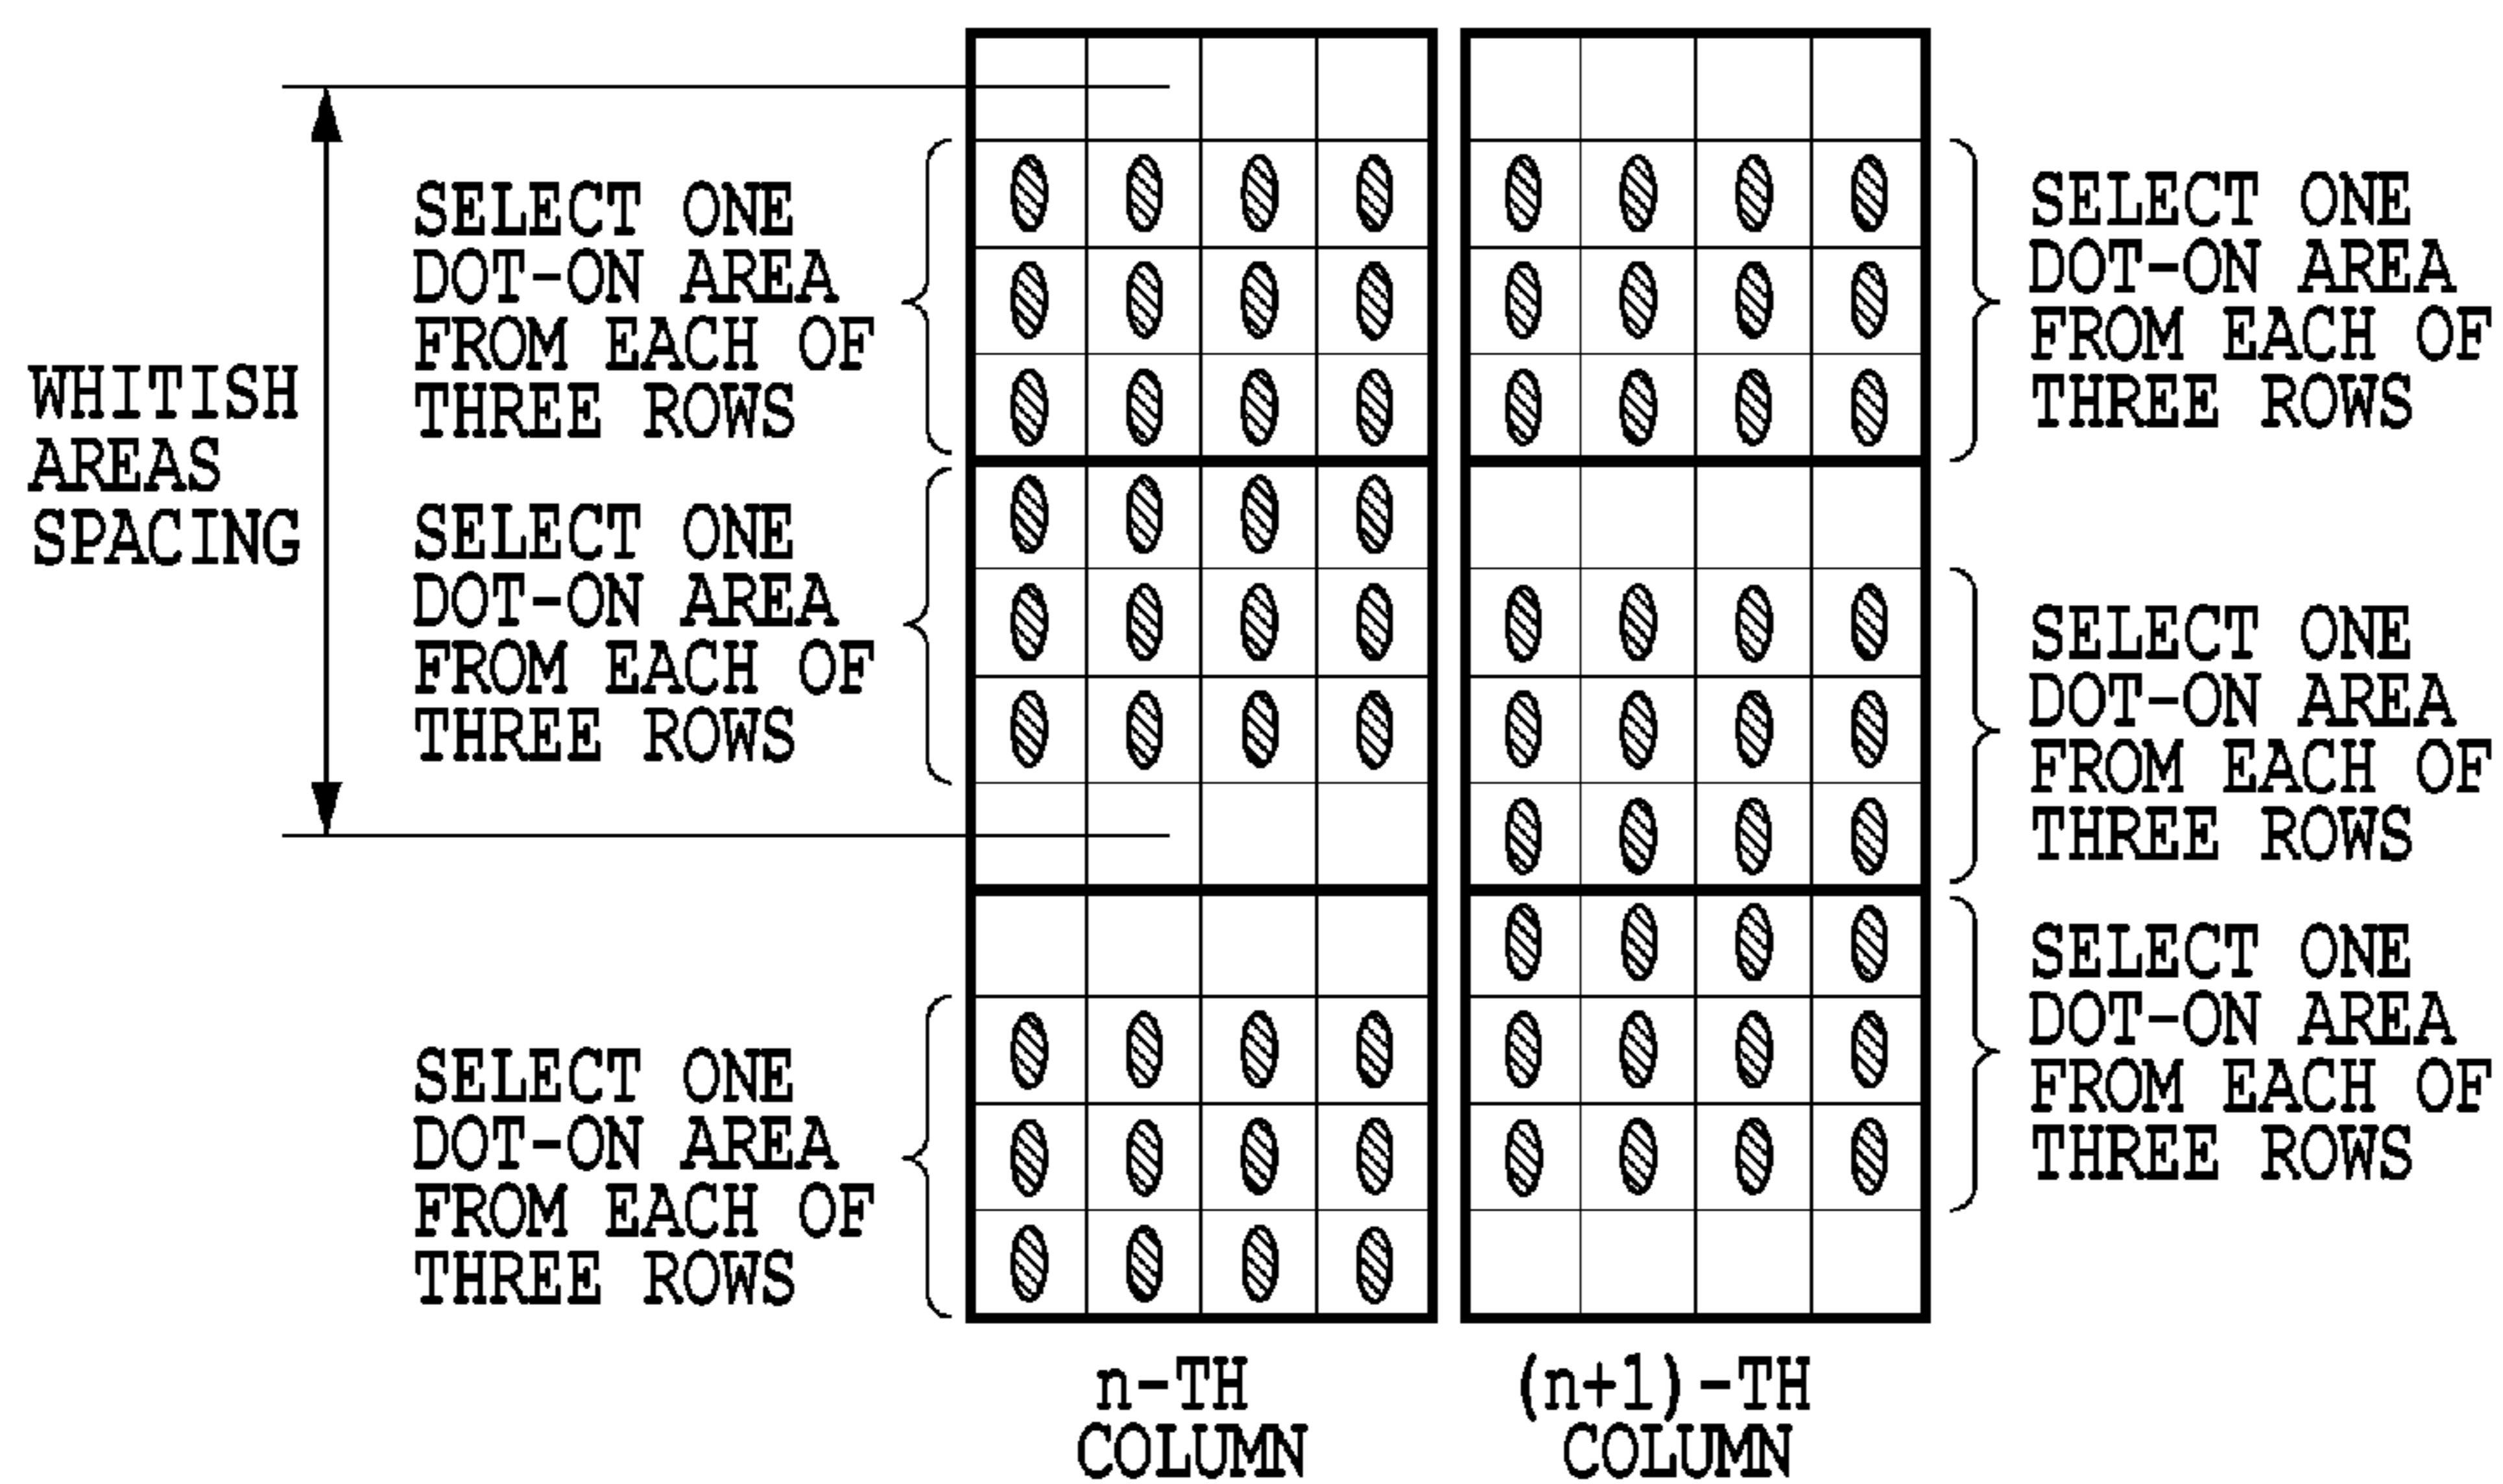 WHITISH
AREAS
SPACING
SELECT ONE
DOT-ON AREA
FROM EACH OF
THREE ROWS
SELECT ONE
DOT-ON AREA
FROM EACH OF
THREE ROWS
SELECT ONE
DOT-ON AREA
FROM EACH OF
THREE ROWS
SELECT ONE
DOT-ON AREA
FROM EACH OF
THREE ROWS
SELECT ONE
DOT-ON AREA
FROM EACH OF
THREE ROWS
SELECT ONE
DOT-ON AREA
FROM EACH OF
THREE ROWS
n-TH
COLUMN
(n+1)-TH
COLUMN